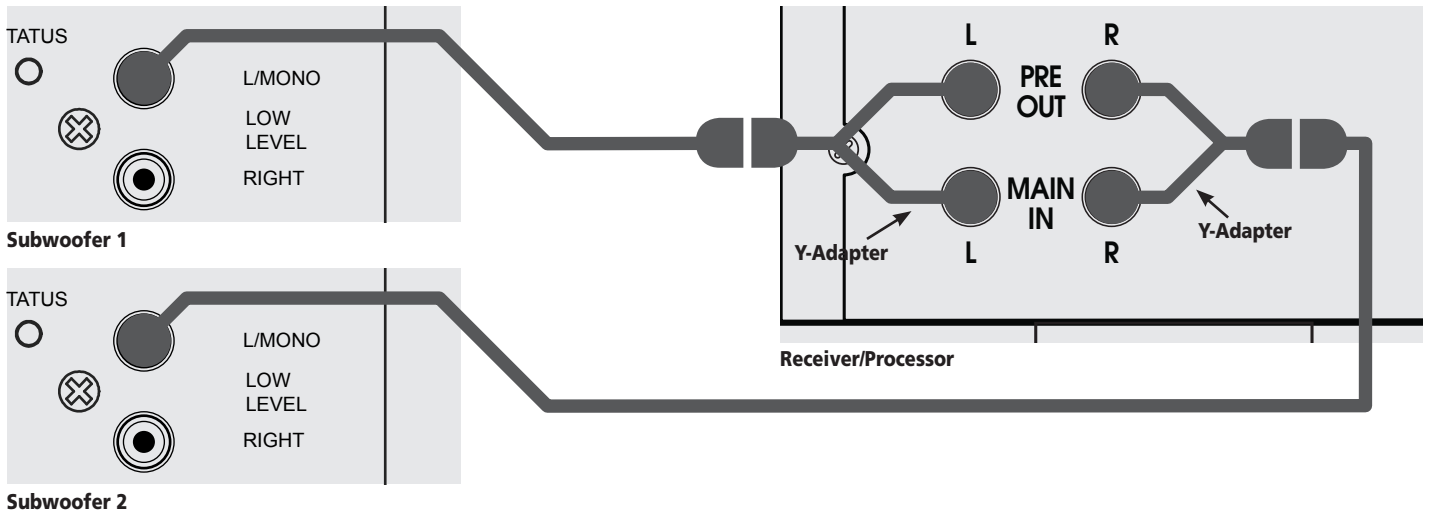 TATUS
L/MONO
LOW
LEVEL
RIGHT
Subwoofer 1
TATUS
L/MONO
LOW
LEVEL
RIGHT
Subwoofer 2
L R
PRE
OUT
MAIN
IN
L R
Y-Adapter
Y-Adapter
Receiver/Processor